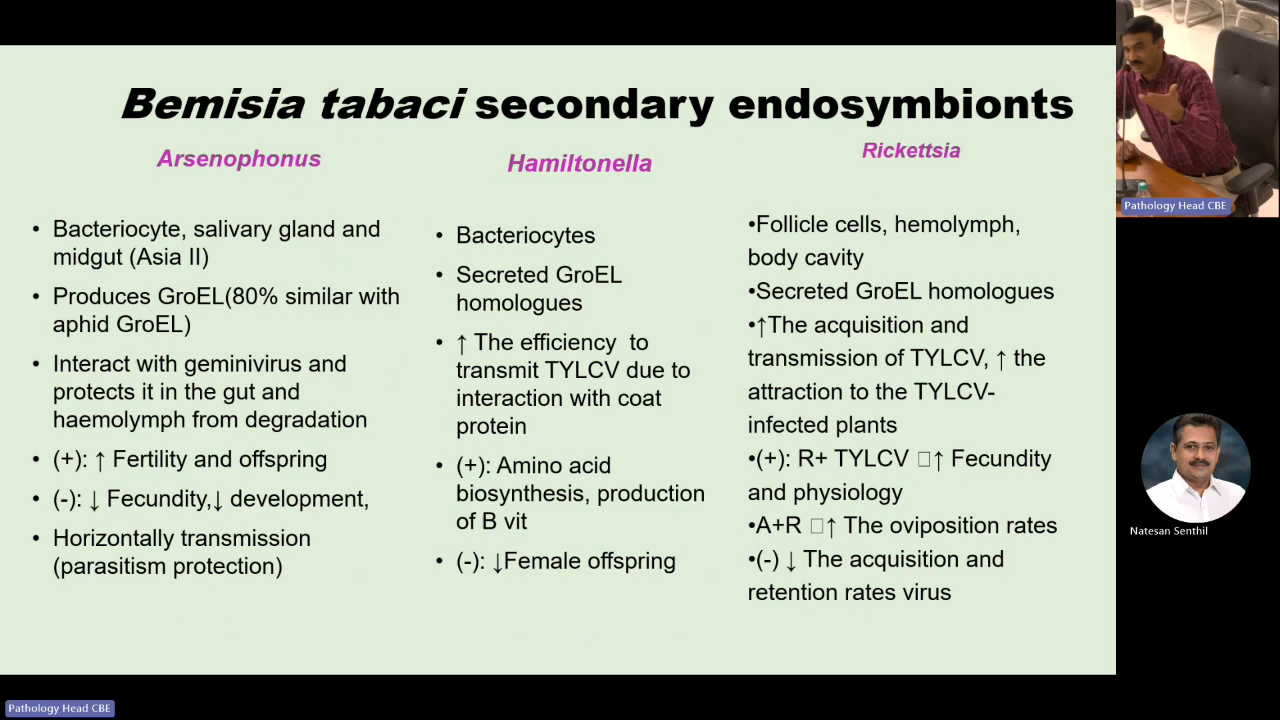 Bemisia tabaci secondary endosymbionts
Arsenophonus
• Bacteriocyte, salivary gland and
midgut (Asia II)
• Produces GroEL(80% similar with
aphid GroEL)
• Interact with geminivirus and
protects it in the gut and
haemolymph from degradation
• (+): ↑ Fertility and offspring
• (-): ↓ Fecundity,↓ development,
• Horizontally transmission
(parasitism protection)
Hamiltonella
• Bacteriocytes
• Secreted GroEL
homologues
• ↑ The efficiency to
transmit TYLCV due to
interaction with coat
protein
• (+): Amino acid
biosynthesis, production
of B vit
• (-): ↓Female offspring
Rickettsia
•Follicle cells, hemolymph,
body cavity
•Secreted GroEL homologues
•↑The acquisition and
transmission of TYLCV, ↑ the
attraction to the TYLCV-
infected plants
•(+): R+ TYLCV □↑ Fecundity
and physiology
•A+R □↑ The oviposition rates
•(-) ↓ The acquisition and
retention rates virus
Pathology Head CBE
Natesan Senthil
Pathology Head CBE